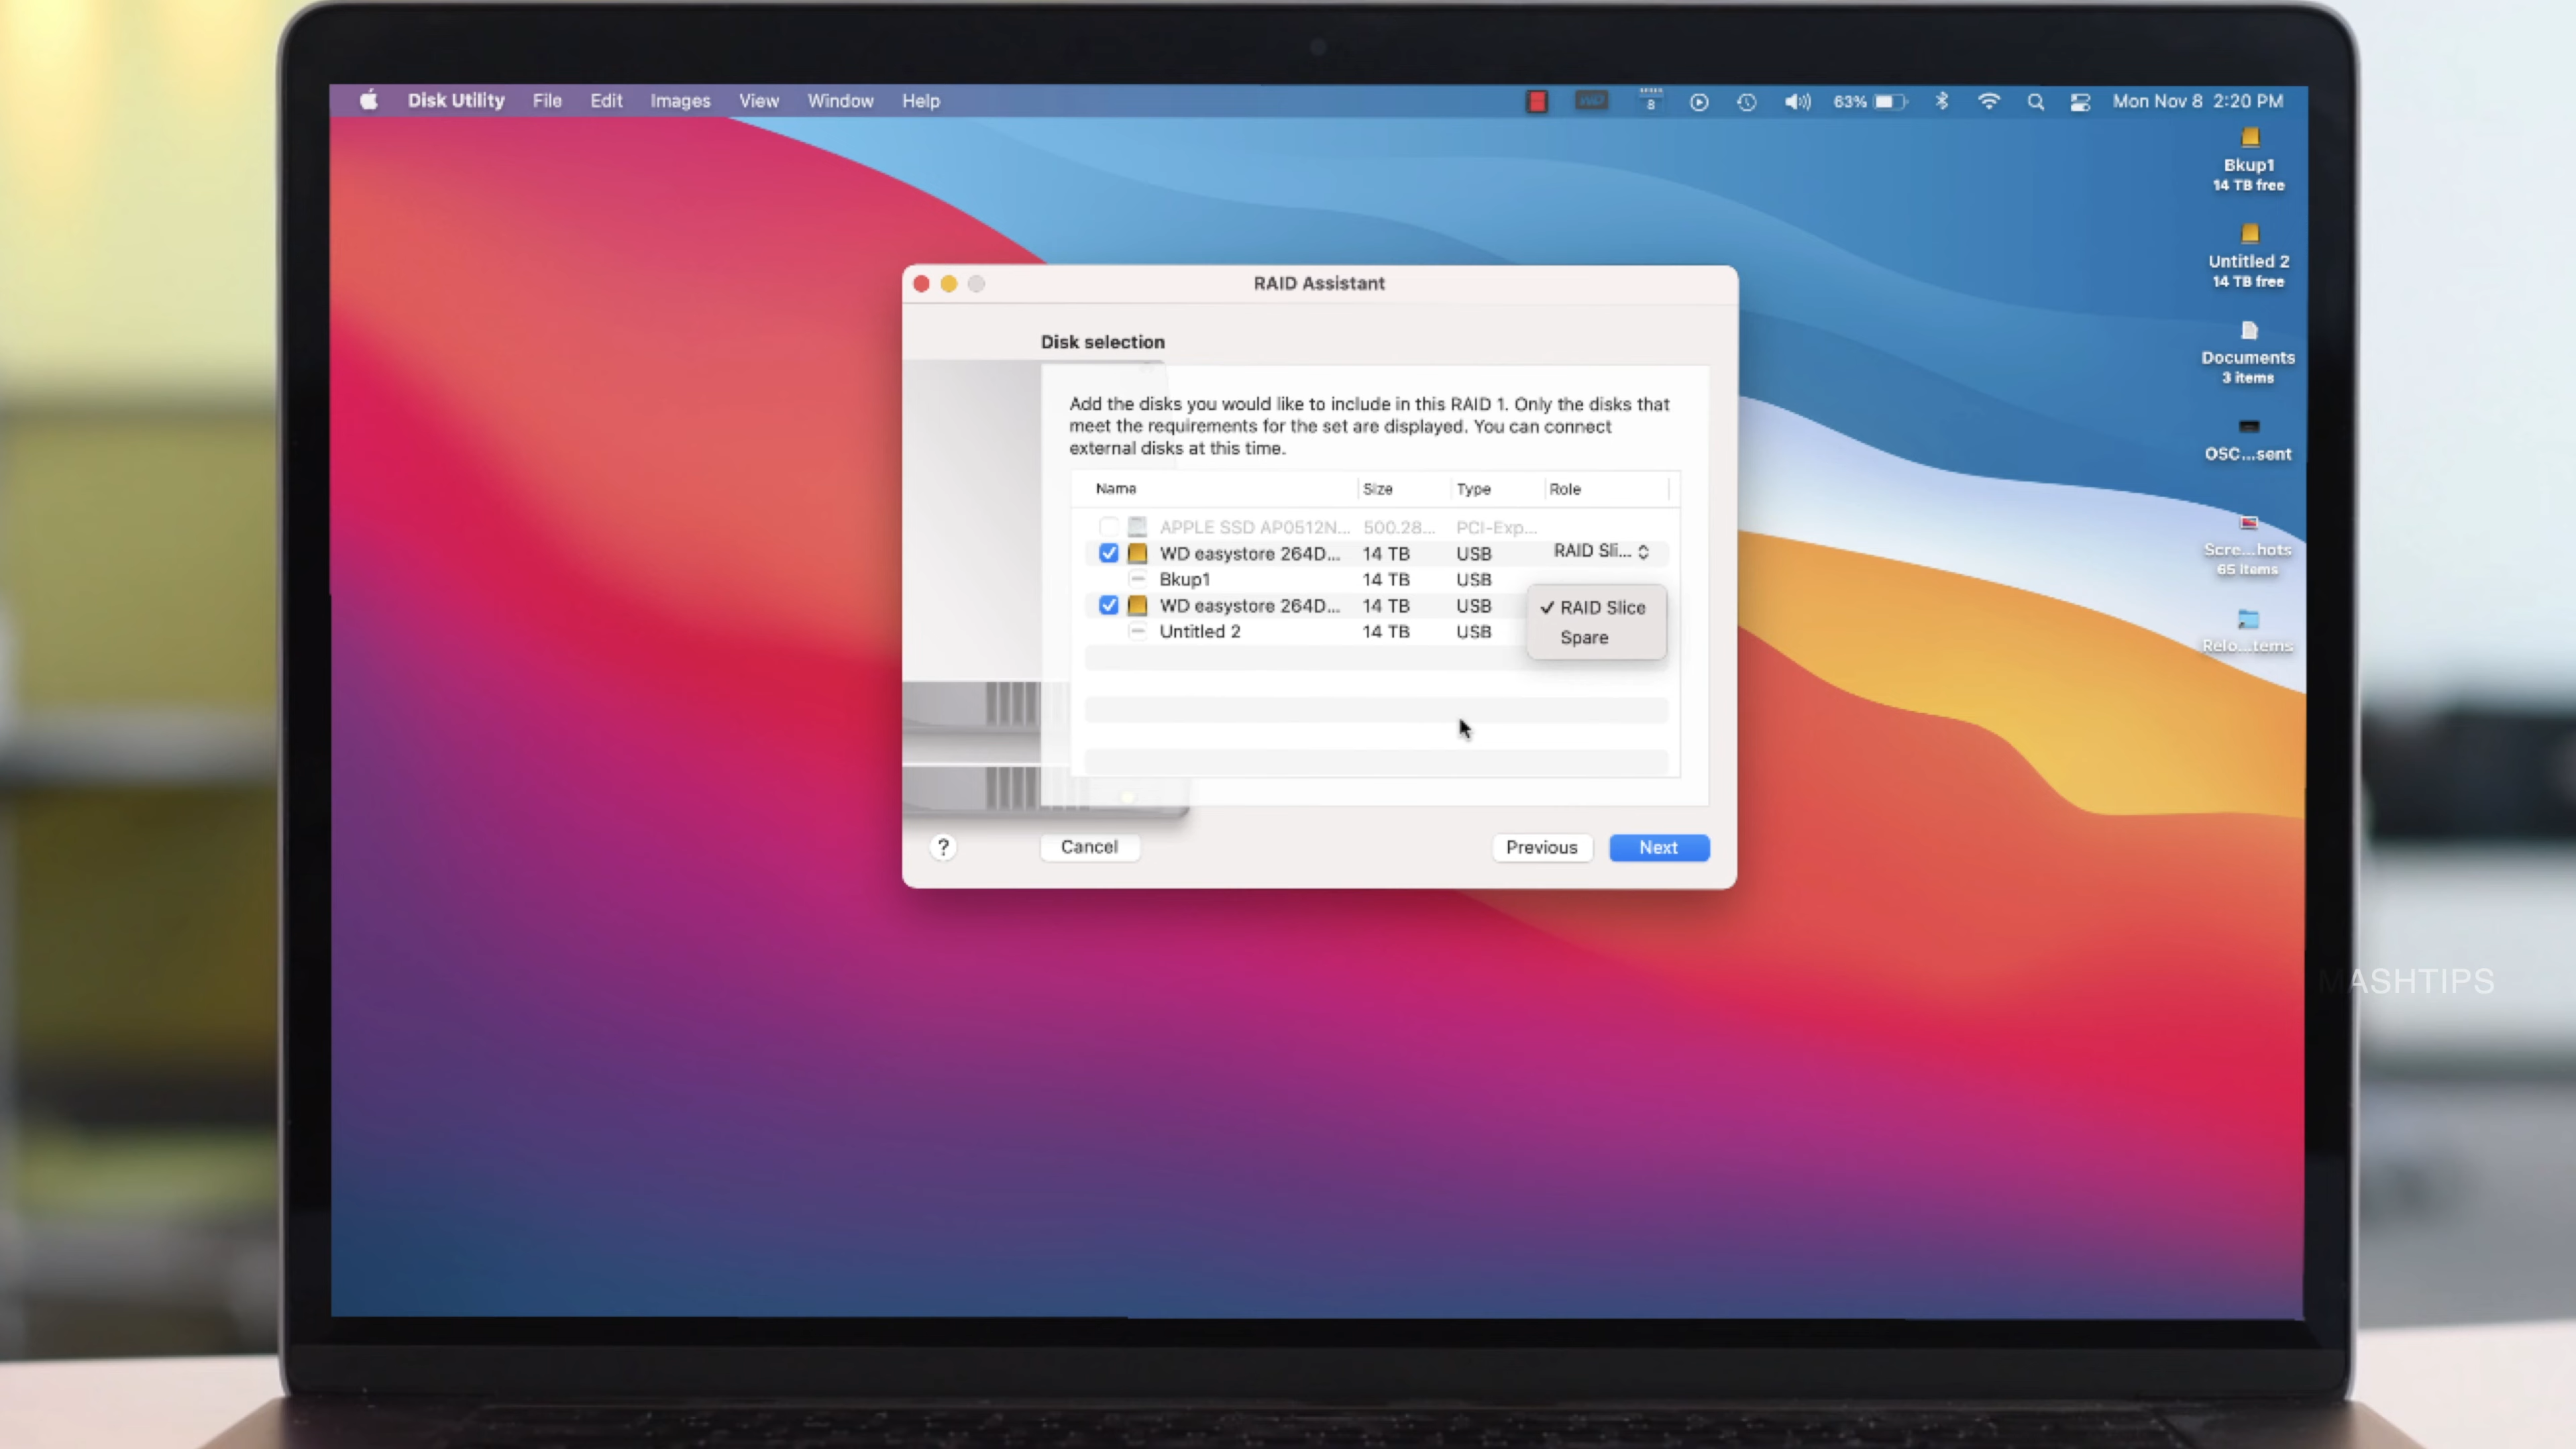 Disk Utility File Edit Images View Window Help
8 63% Mon Nov 8 2:20 PM
Bkup1
14 TB free
Untitled 2
14 TB free
Documents
3 items
OSC...sent
Scre...hots
65 items
Relo...tems
RAID Assistant
Disk selection
Add the disks you would like to include in this RAID 1. Only the disks that
meet the requirements for the set are displayed. You can connect
external disks at this time.
Name Size Type Role
APPLE SSD AP0512N... 500.28... PCI-Exp...
WD easystore 264D... 14 TB USB RAID Sli...
Bkup1 14 TB USB
WD easystore 264D... 14 TB USB
✓ RAID Slice
Untitled 2 14 TB USB
Spare
? Cancel Previous Next
MASHTIPS